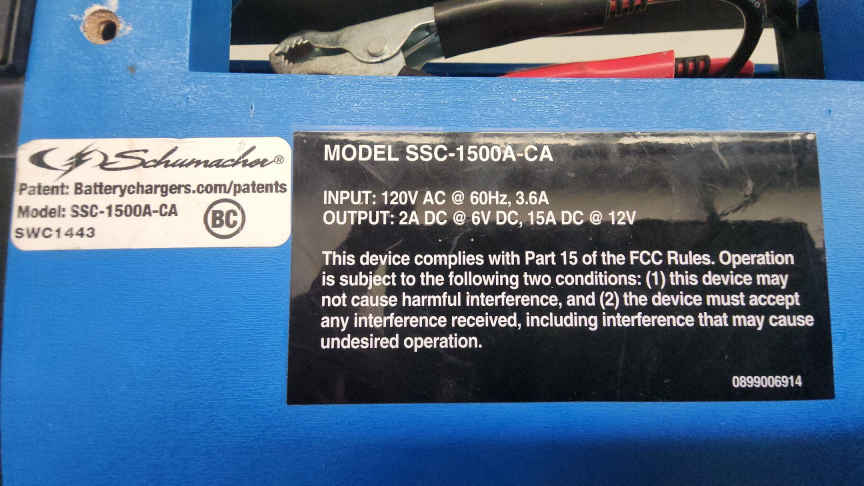 Schumacher®
Patent: Batterychargers.com/patents
Model: SSC-1500A-CA
SWC1443
BC
MODEL SSC-1500A-CA
INPUT: 120V AC @ 60Hz, 3.6A
OUTPUT: 2A DC @ 6V DC, 15A DC @ 12V
This device complies with Part 15 of the FCC Rules. Operation
is subject to the following two conditions: (1) this device may
not cause harmful interference, and (2) the device must accept
any interference received, including interference that may cause
undesired operation.
0899006914